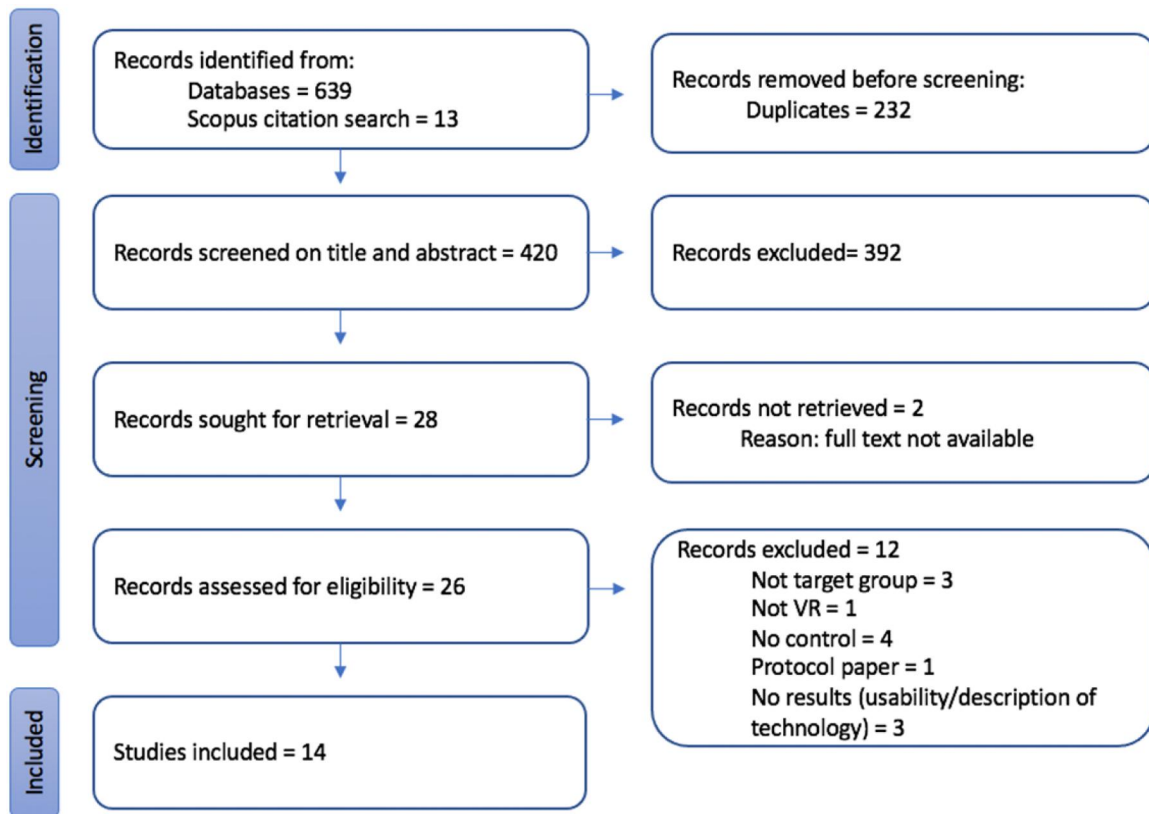 Identification
Records identified from:
Databases = 639
Scopus citation search = 13
Records removed before screening:
Duplicates = 232
Screening
Records screened on title and abstract = 420
Records excluded= 392
Records sought for retrieval = 28
Records not retrieved = 2
Reason: full text not available
Records assessed for eligibility = 26
Records excluded = 12
Not target group = 3
Not VR = 1
No control = 4
Protocol paper = 1
No results (usability/description of
technology) = 3
Included
Studies included = 14